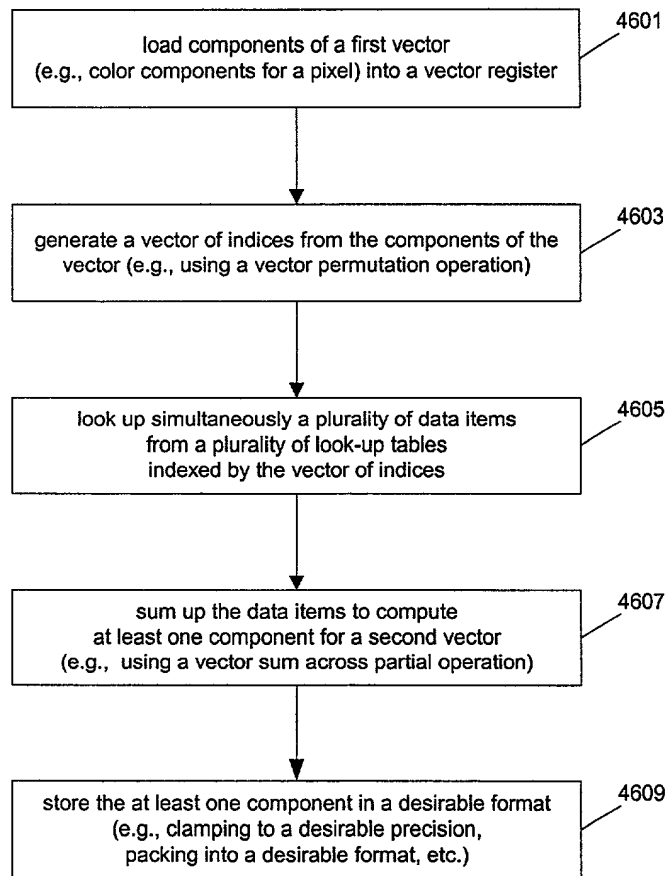 4601
load components of a first vector
(e.g., color components for a pixel) into a vector register
4603
generate a vector of indices from the components of the
vector (e.g., using a vector permutation operation)
4605
look up simultaneously a plurality of data items
from a plurality of look-up tables
indexed by the vector of indices
4607
sum up the data items to compute
at least one component for a second vector
(e.g., using a vector sum across partial operation)
4609
store the at least one component in a desirable format
(e.g., clamping to a desirable precision,
packing into a desirable format, etc.)